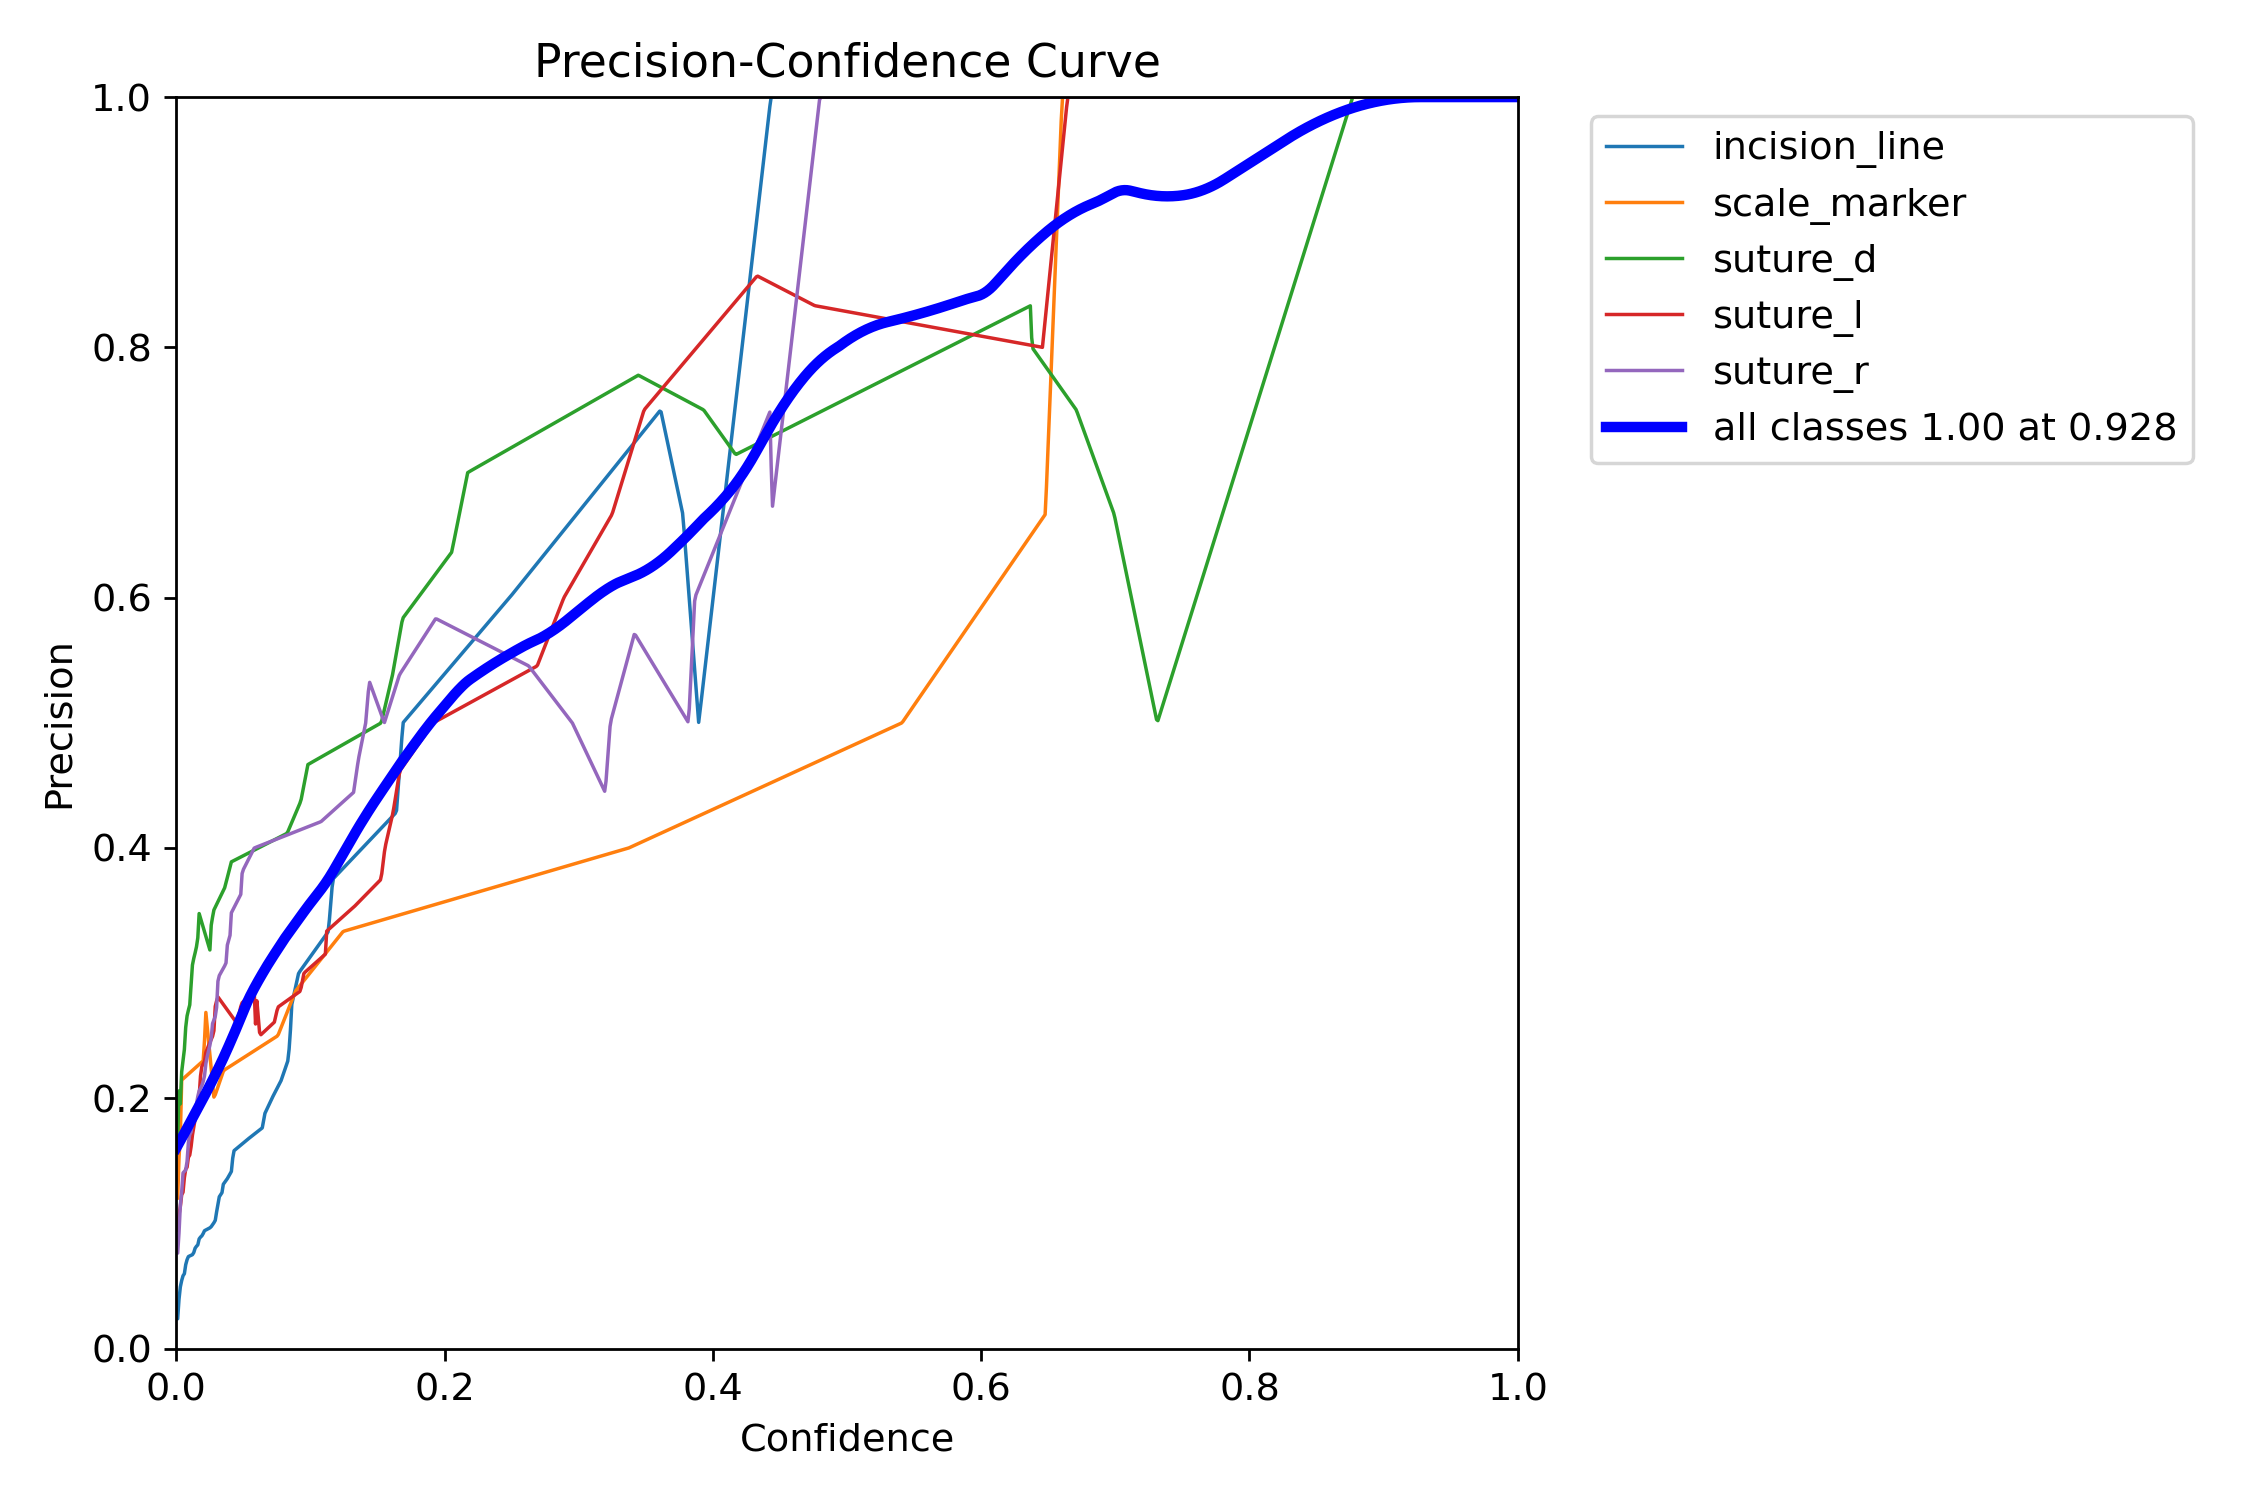 Precision-Confidence Curve
1.0
0.8
0.6
0.4
0.2
0.0
Precision
0.0 0.2 0.4 0.6 0.8 1.0
Confidence
incision_line
scale_marker
suture_d
suture_l
suture_r
all classes 1.00 at 0.928